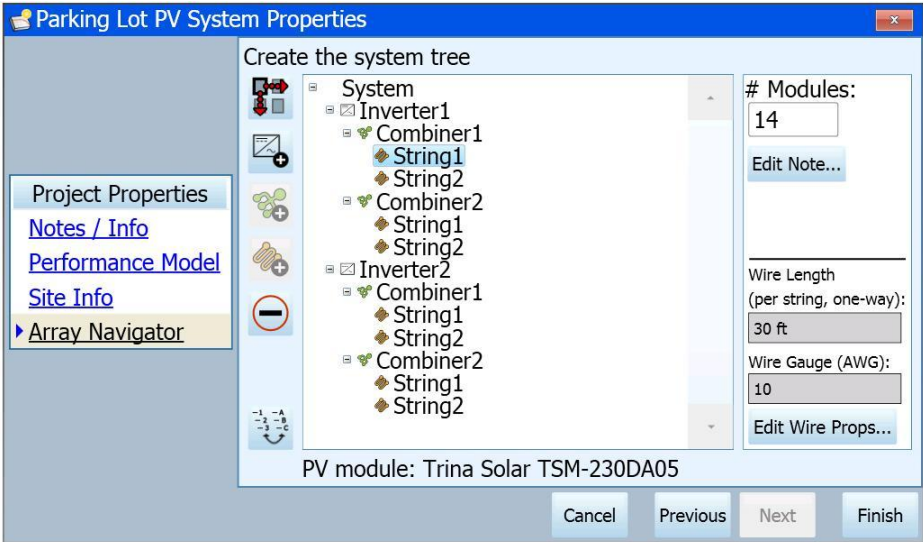 Parking Lot PV System Properties
Project Properties
Notes / Info
Performance Model
Site Info
Array Navigator
Create the system tree
System
Inverter1
Combiner1
String1
String2
Combiner2
String1
String2
Inverter2
Combiner1
String1
String2
Combiner2
String1
String2
-1 -A
-2 -B
-3 -C
# Modules:
14
Edit Note...
Wire Length
(per string, one-way):
30 ft
Wire Gauge (AWG):
10
Edit Wire Props...
PV module: Trina Solar TSM-230DA05
Cancel
Previous
Next
Finish